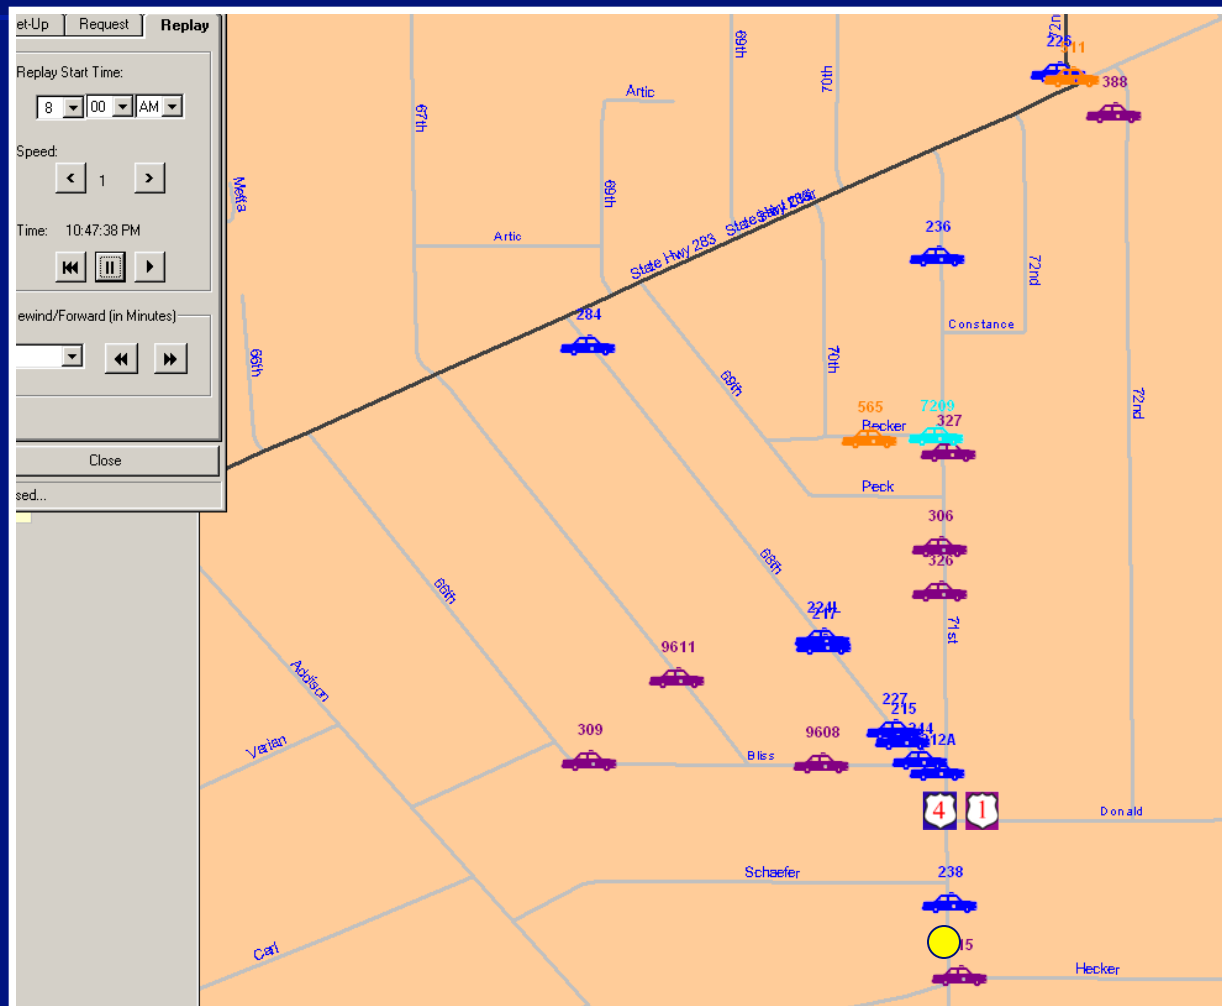 et-Up Request Replay
Replay Start Time:
8 00 AM
Speed:
< 1 >
Time: 10:47:38 PM
ewind/Forward (in Minutes)
Close
sed...
69th
70th
72n
225
388
67th
Artic
69th
Metta
Artic
State Hwy 283
236
72nd
284
Constance
66th
69th
70th
72nd
565
7209
Becker
327
Peck
306
326
68th
66th
71st
217
9611
Addison
227
215
309
9608
Varian
Bliss
4 1
Donald
Schaefer
238
15
Carl
Hecker